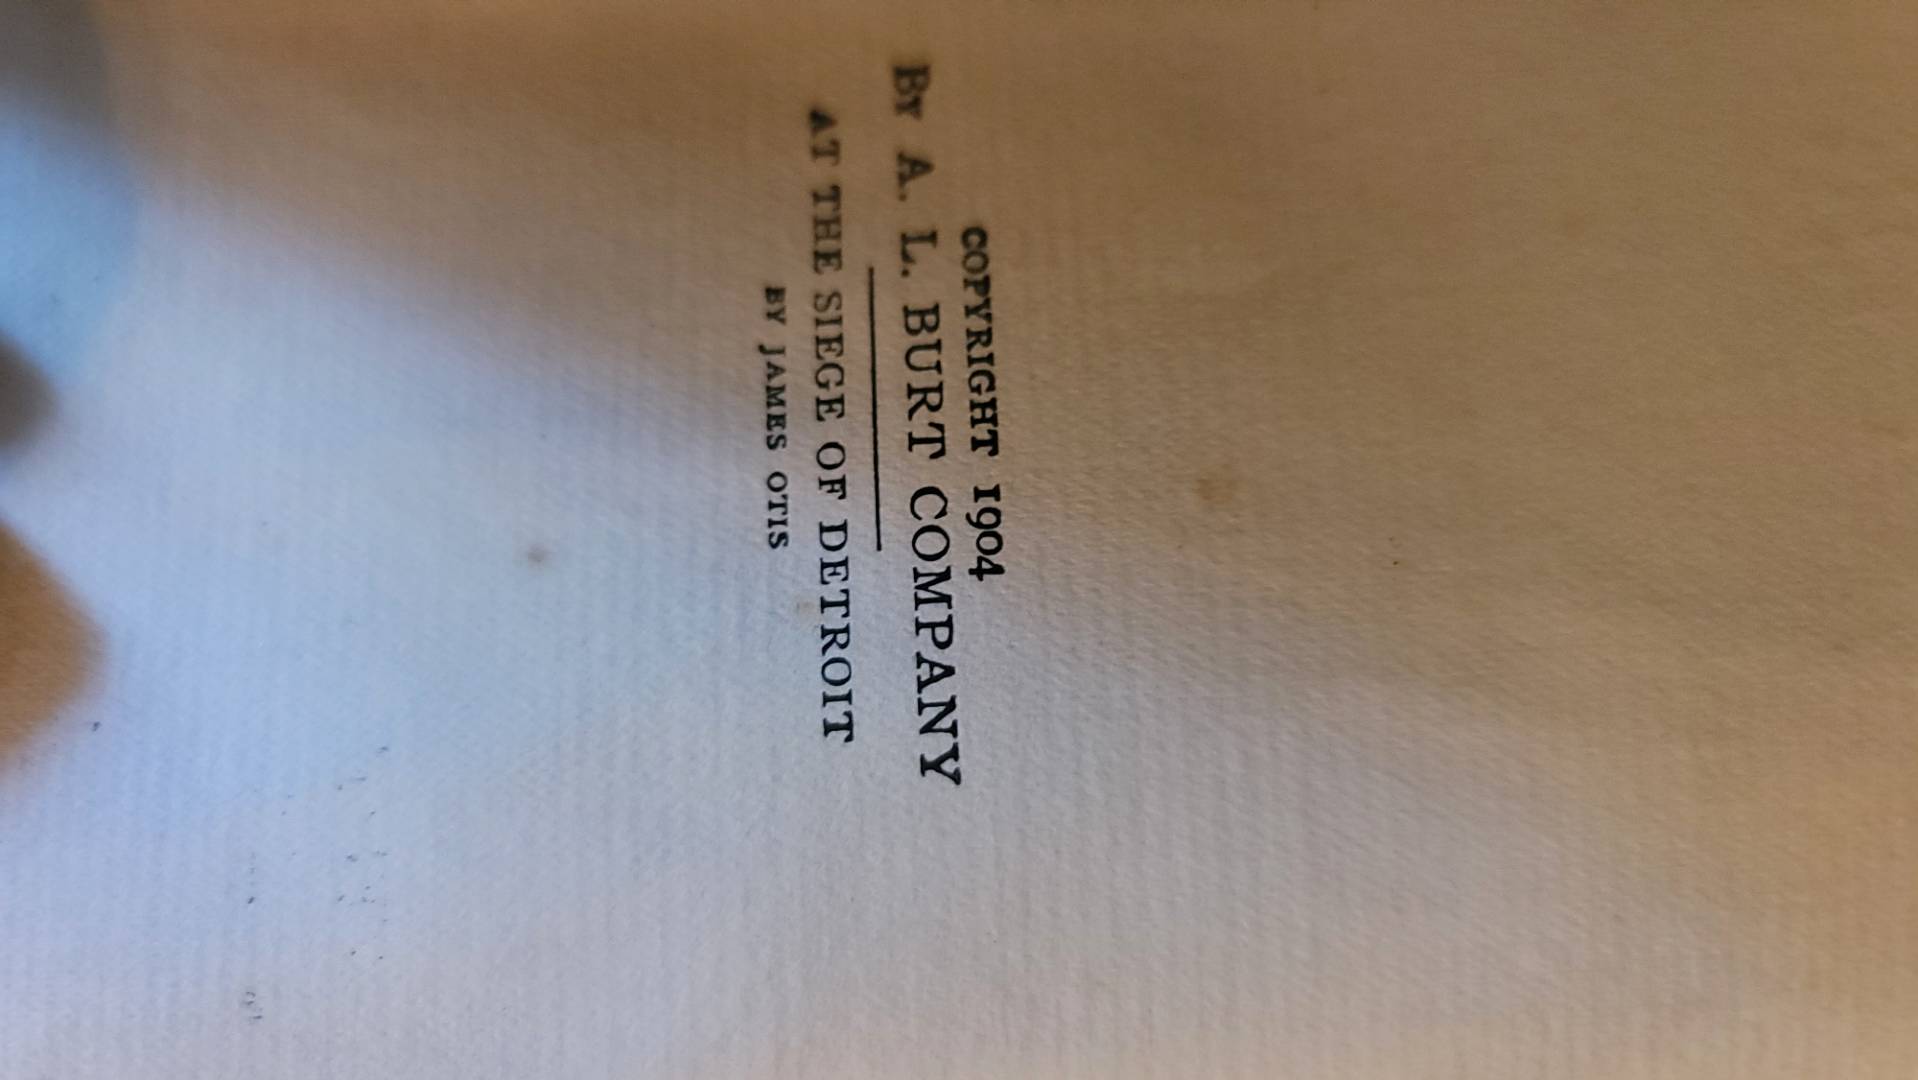 COPYRIGHT 1904
BY A. L. BURT COMPANY
AT THE SIEGE OF DETROIT
BY JAMES OTIS